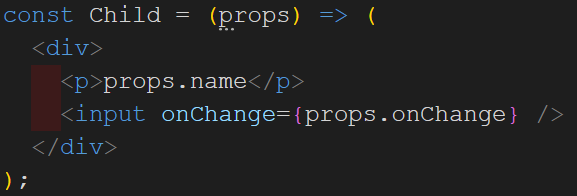 const Child = (props) => (
  <div>
    <p>props.name</p>
    <input onChange={props.onChange} />
  </div>
);